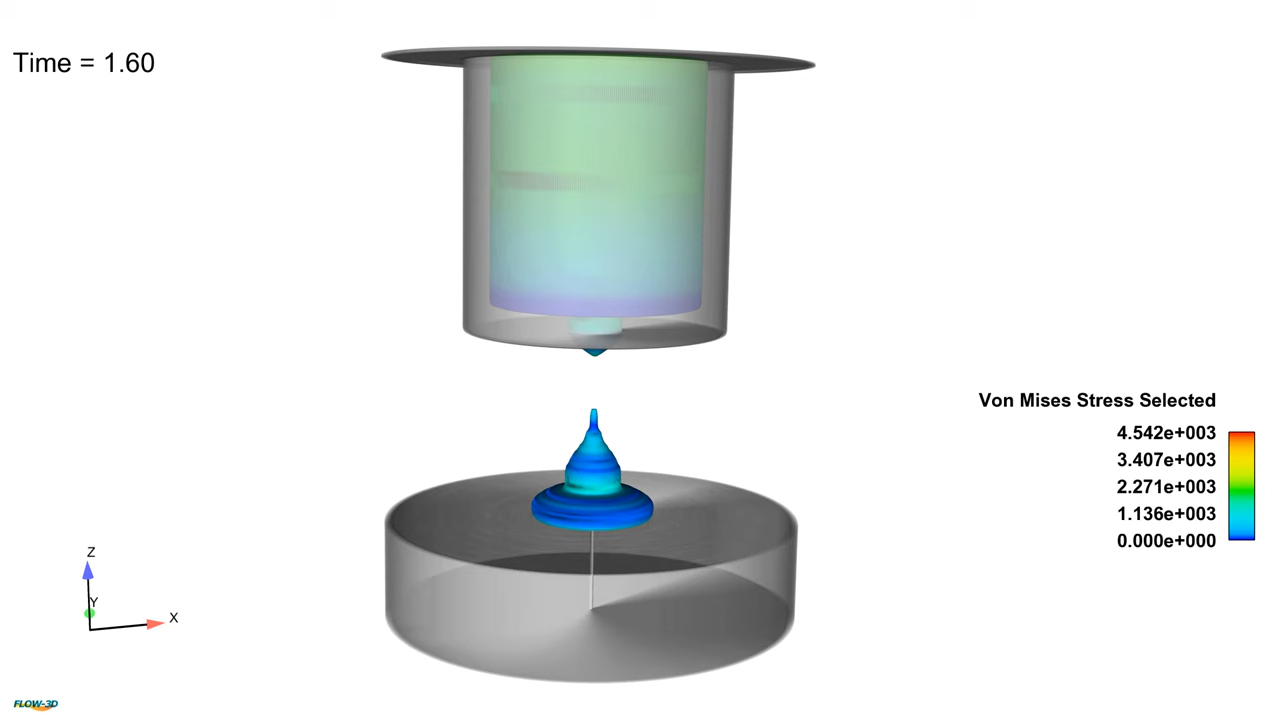 Time = 1.60
Von Mises Stress Selected
4.542e+003
3.407e+003
2.271e+003
1.136e+003
0.000e+000
Z
Y
X
FLOW-3D